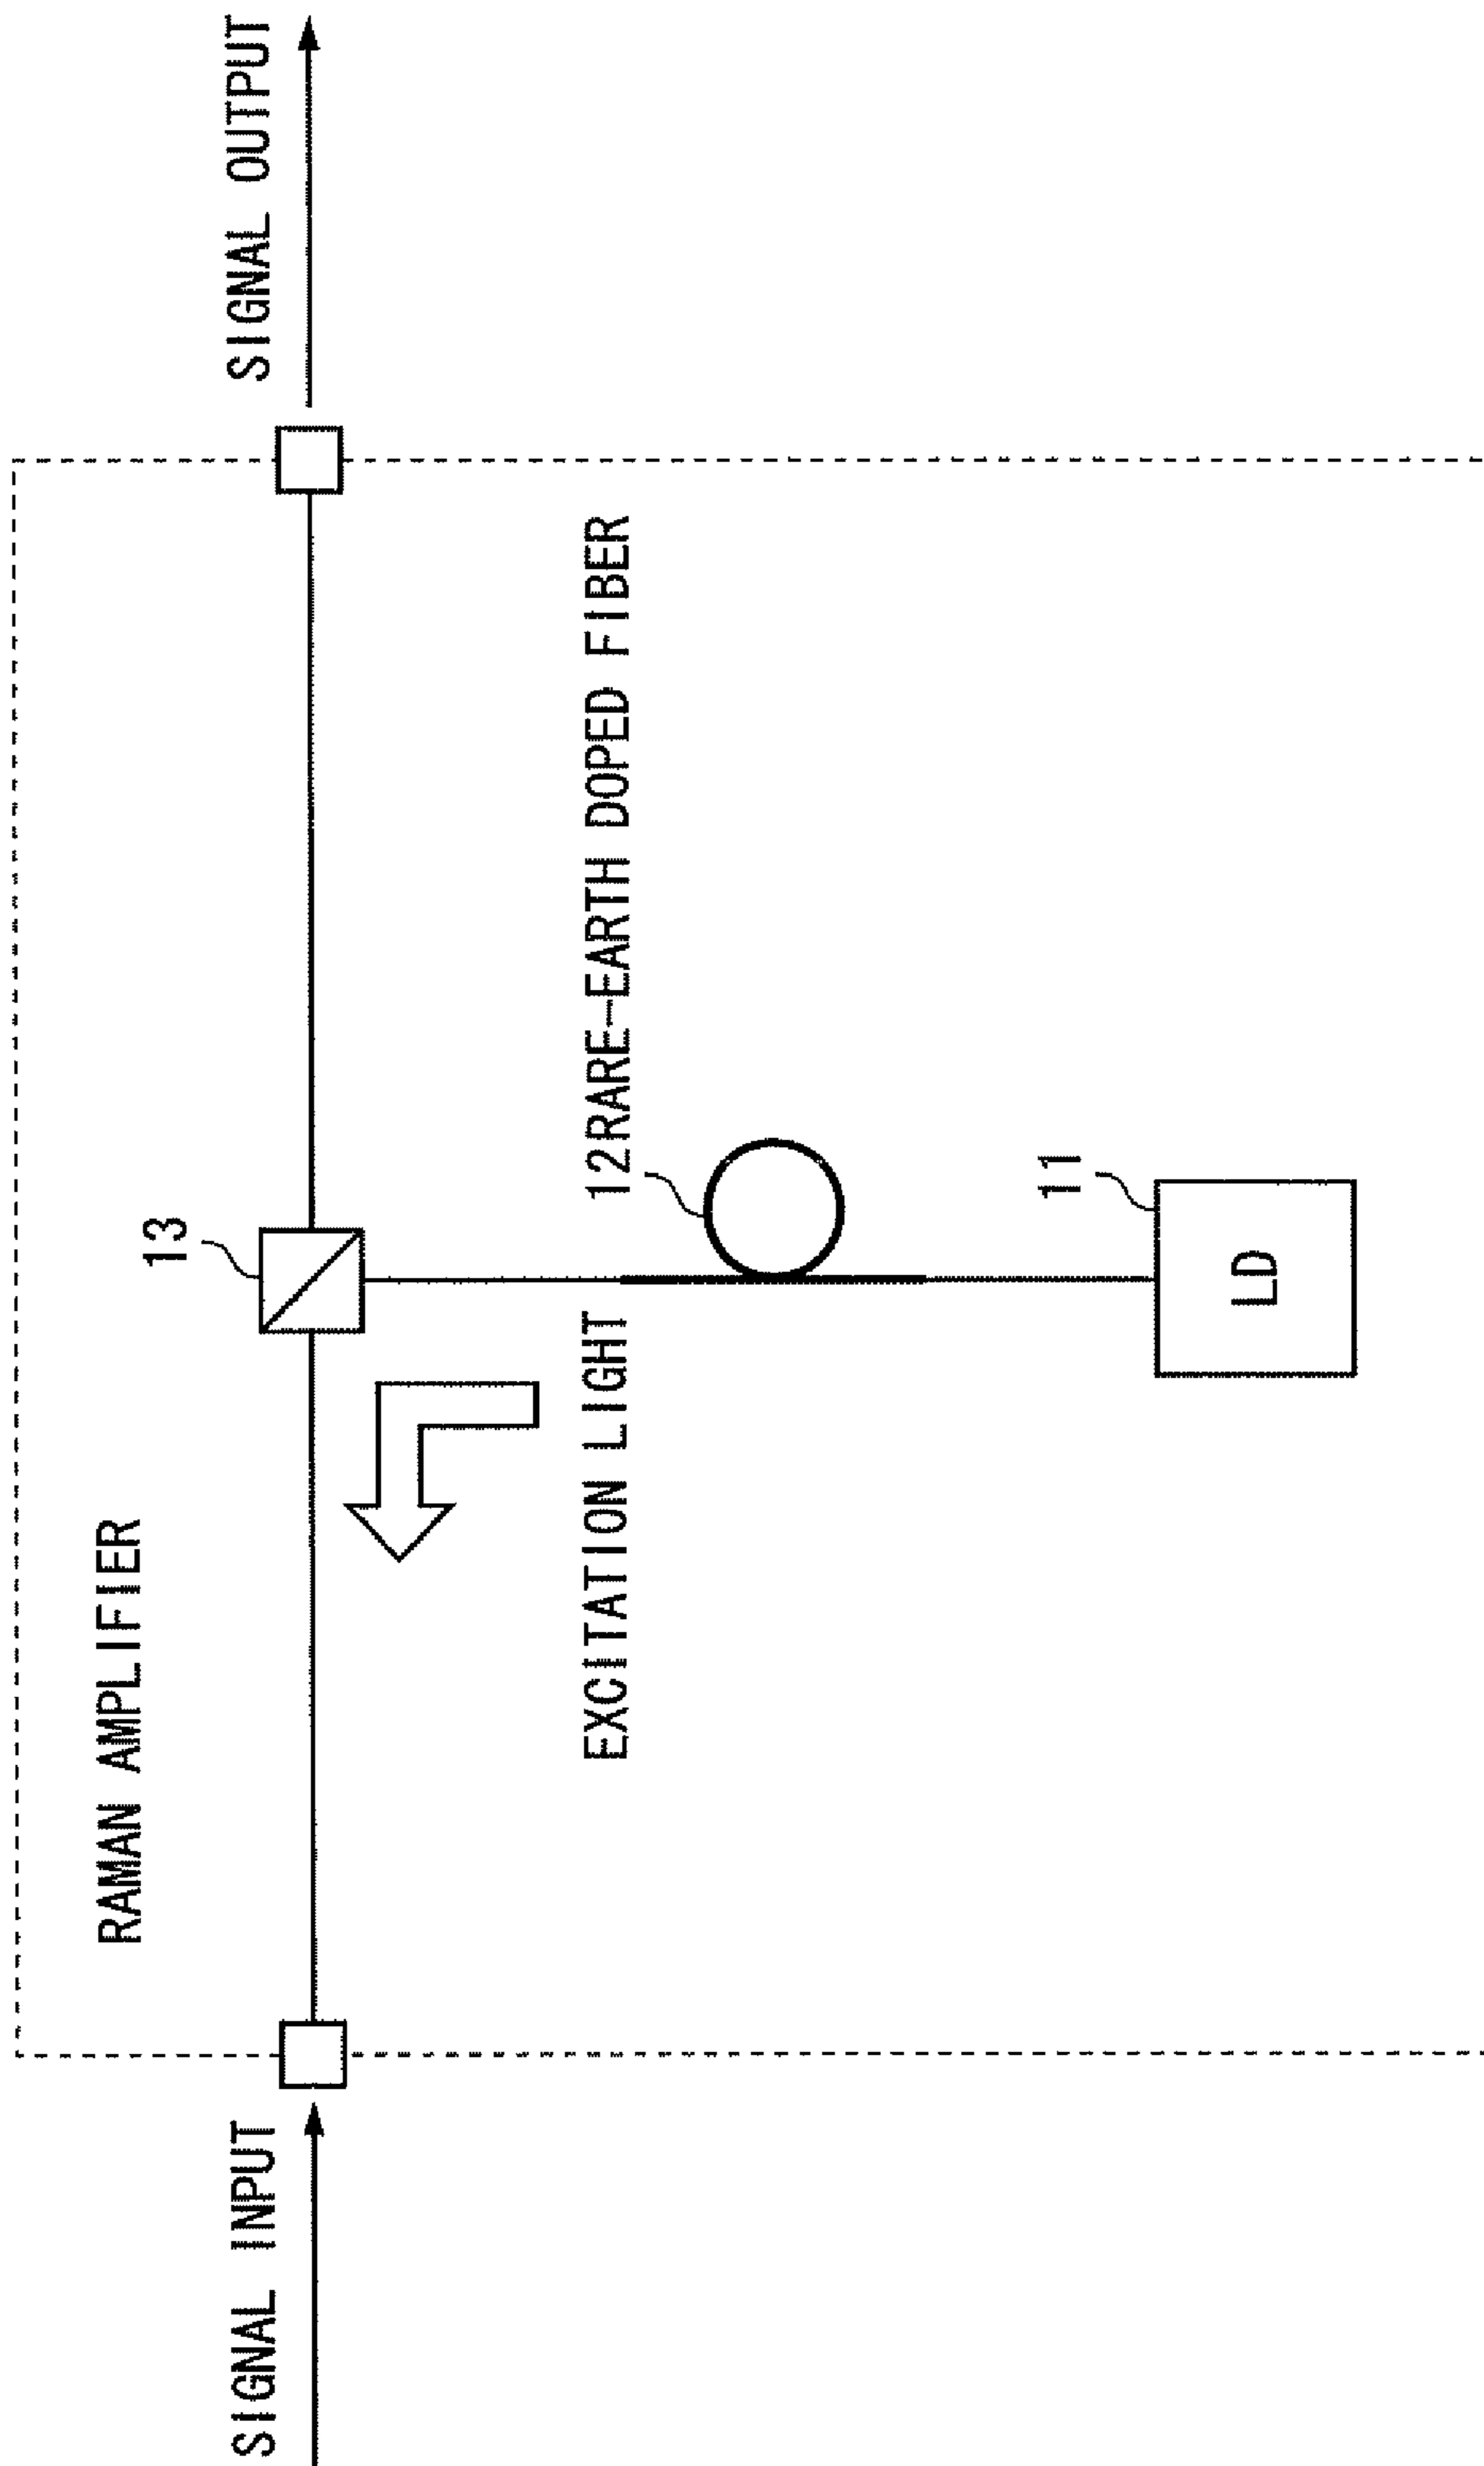 RAMAN AMPLIFIER
13
SIGNAL INPUT
SIGNAL OUTPUT
EXCITATION LIGHT
12RARE-EARTH DOPED FIBER
11
LD